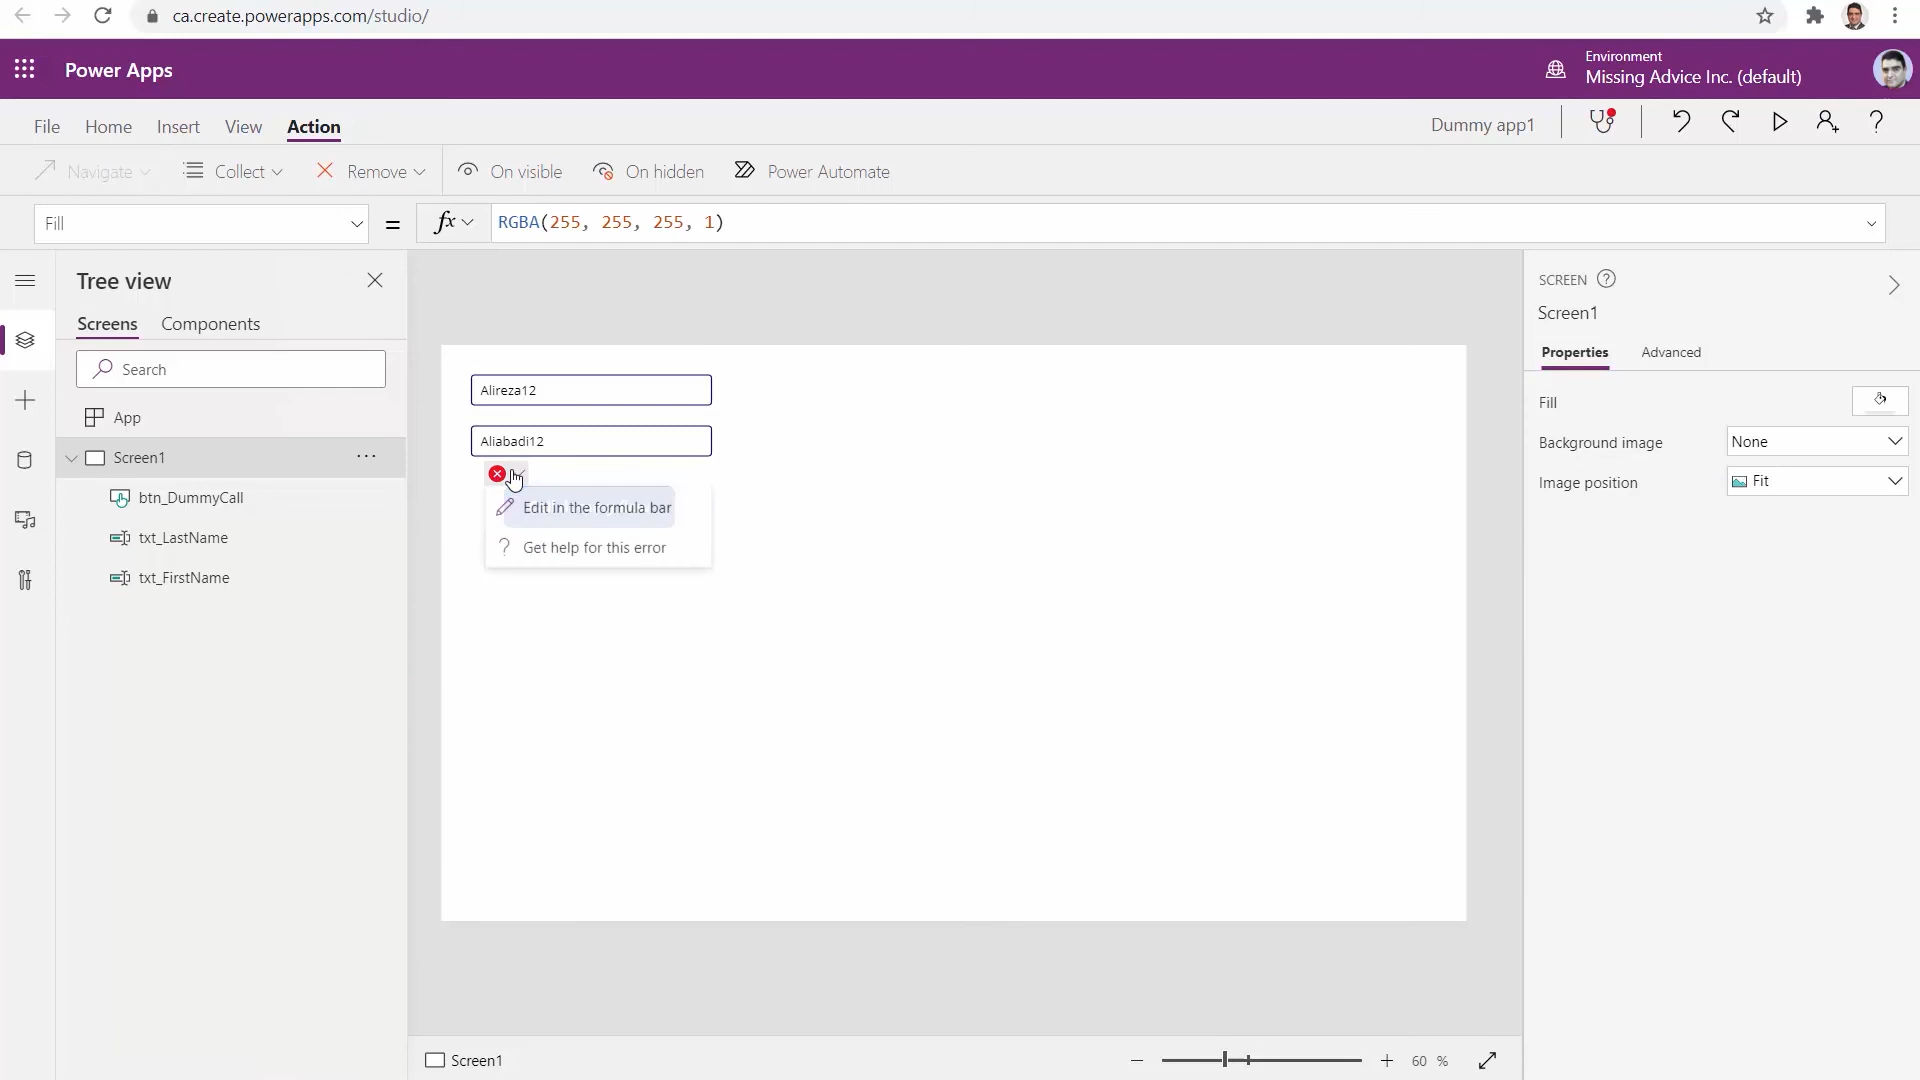 ca.create.powerapps.com/studio/
Power Apps
Environment
Missing Advice Inc. (default)
File Home Insert View Action
Dummy app1
Navigate Collect Remove On visible On hidden Power Automate
Fill = fx RGBA(255, 255, 255, 1)
Tree view
Screens Components
Search
App
Screen1
btn_DummyCall
txt_LastName
txt_FirstName
Alireza12
Aliabadi12
Edit in the formula bar
Get help for this error
SCREEN
Screen1
Properties Advanced
Fill
Background image None
Image position Fit
Screen1
60 %